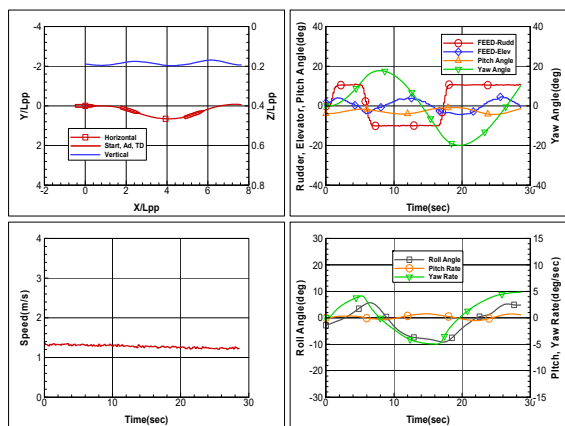 -4
-2
0
2
4
Y/Lpp
0
0.2
0.4
0.6
0.8
Z/Lpp
-2
0
2
4
6
8
X/Lpp
Horizontal
Start, Ad, TD
Vertical
40
20
0
-20
-40
Rudder, Elevator, Pitch Angle(deg)
40
20
0
-20
-40
Yaw Angle(deg)
0
10
20
30
Time(sec)
FEED-Rudd
FEED-Elev
Pitch Angle
Yaw Angle
4
3
2
1
0
Speed(m/s)
0
10
20
30
Time(sec)
30
20
10
0
-10
-20
-30
Roll Angle(deg)
15
10
5
0
-5
-10
-15
Pitch, Yaw Rate(deg/sec)
0
10
20
30
Time(sec)
Roll Angle
Pitch Rate
Yaw Rate